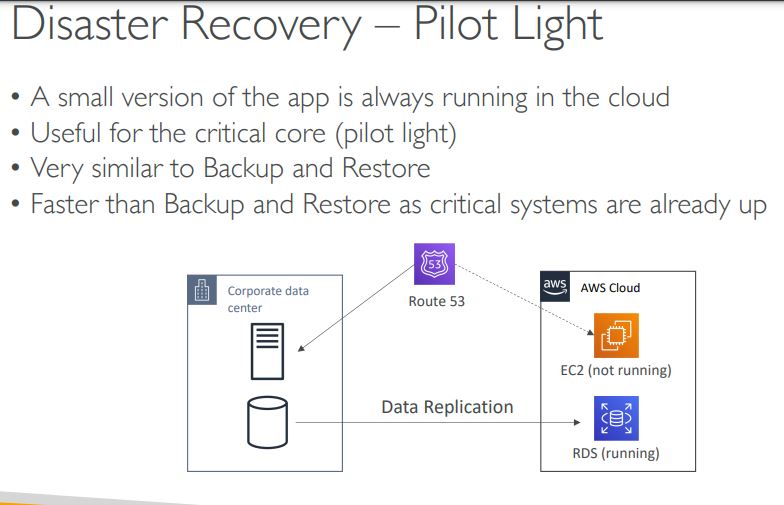 Disaster Recovery – Pilot Light
• A small version of the app is always running in the cloud
• Useful for the critical core (pilot light)
• Very similar to Backup and Restore
• Faster than Backup and Restore as critical systems are already up
53
Route 53
Corporate data
center
aws
AWS Cloud
EC2 (not running)
Data Replication
RDS (running)